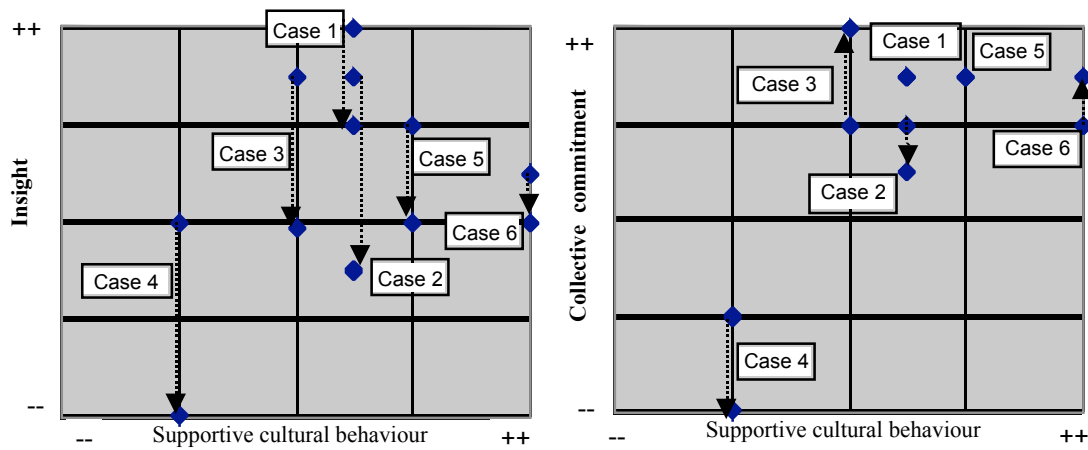 ++
Case 1
Case 3
Case 5
Case 6
Case 4
Case 2
Insight
--
--
Supportive cultural behaviour
++
++
Case 1
Case 5
Case 3
Case 6
Case 2
Case 4
Collective commitment
--
--
Supportive cultural behaviour
++